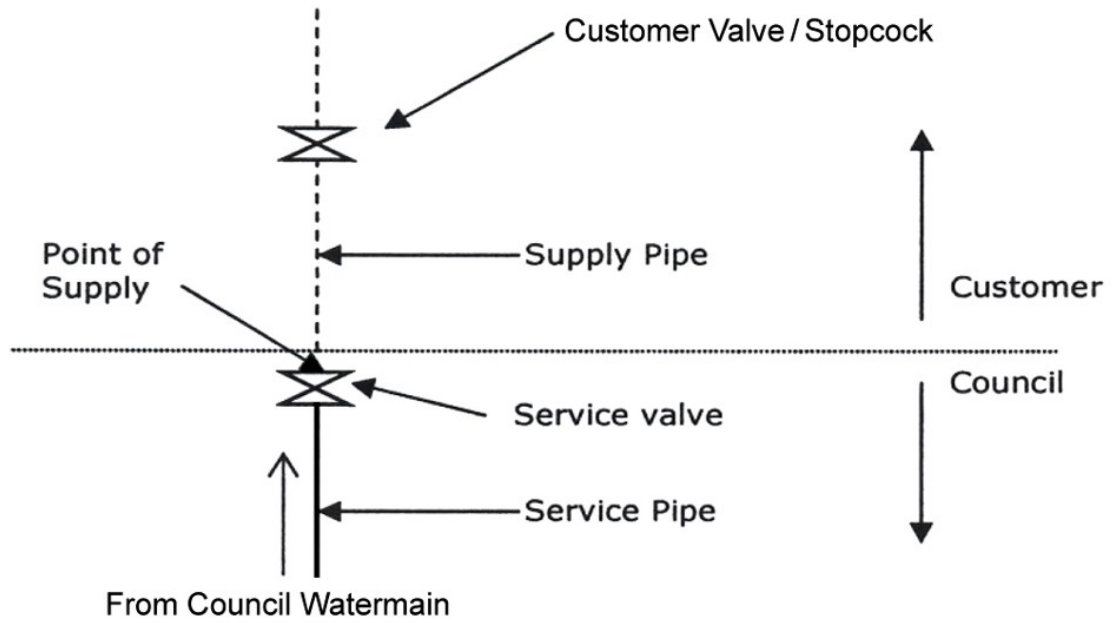 Customer Valve / Stopcock
Point of
Supply
Supply Pipe
Customer
Council
Service valve
Service Pipe
From Council Watermain